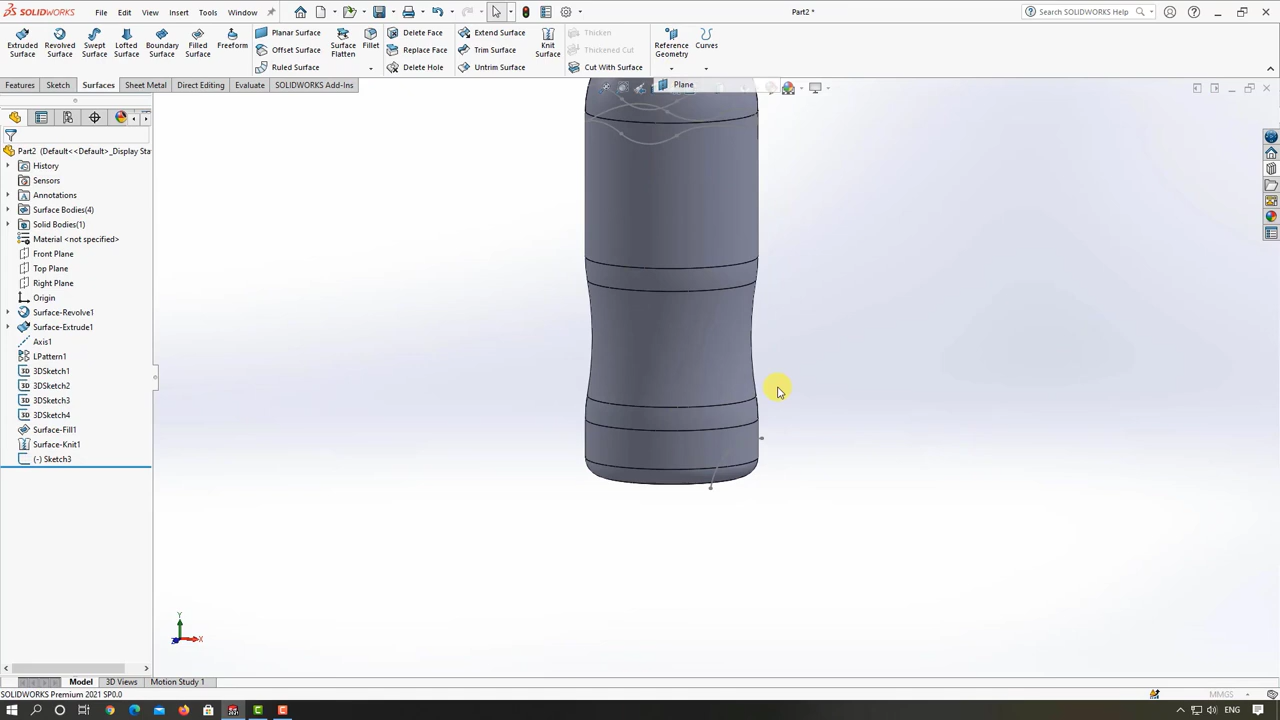 SOLIDWORKS File Edit View Insert Tools Window Part2 * Search SOLIDWORKS Help
Extruded Surface
Revolved Surface
Swept Surface
Lofted Surface
Boundary Surface
Filled Surface
Freeform
Planar Surface
Offset Surface
Ruled Surface
Surface Flatten
Fillet
Delete Face
Replace Face
Delete Hole
Extend Surface
Trim Surface
Untrim Surface
Knit Surface
Thicken
Thickened Cut
Cut With Surface
Reference Geometry
Curves
Features Sketch Surfaces Sheet Metal Direct Editing Evaluate SOLIDWORKS Add-Ins
Plane
Part2 (Default<<Default>_Display Sta
History
Sensors
Annotations
Surface Bodies(4)
Solid Bodies(1)
Material <not specified>
Front Plane
Top Plane
Right Plane
Origin
Surface-Revolve1
Surface-Extrude1
Axis1
LPattern1
3DSketch1
3DSketch2
3DSketch3
3DSketch4
Surface-Fill1
Surface-Knit1
(-) Sketch3
Y
X
Z
Model 3D Views Motion Study 1
SOLIDWORKS Premium 2021 SP0.0 MMGS
ENG